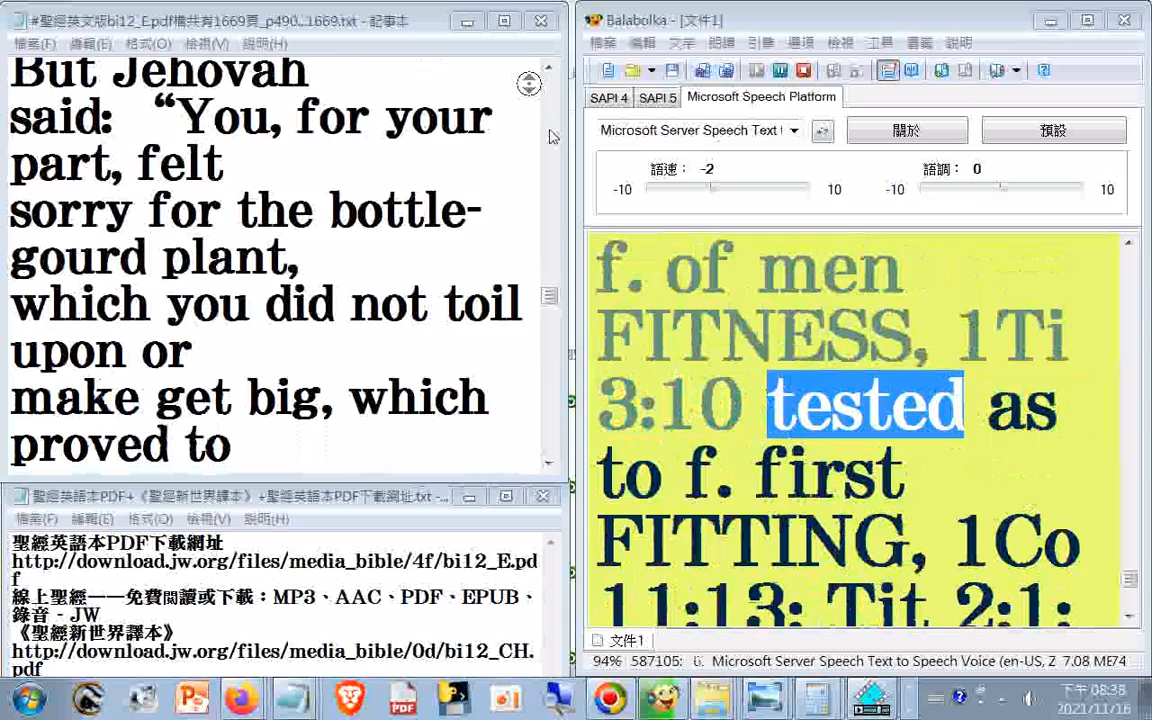 #聖經英文版bi12_E.pdf檔共有1669頁_p490...1669.txt - 記事本
檔案(F) 編輯(E) 格式(O) 檢視(V) 說明(H)
But Jehovah
said: “You, for your
part, felt
sorry for the bottle-
gourd plant,
which you did not toil
upon or
make get big, which
proved to
聖經英語本PDF+《聖經新世界譯本》+聖經英語本PDF下載網址.txt - ...
檔案(F) 編輯(E) 格式(O) 檢視(V) 說明(H)
聖經英語本PDF下載網址
http://download.jw.org/files/media_bible/4f/bi12_E.pd
f
線上聖經——免費閱讀或下載：MP3、AAC、PDF、EPUB、
錄音 - JW
《聖經新世界譯本》
http://download.jw.org/files/media_bible/0d/bi12_CH.
pdf
Balabolka - [文件1]
檔案 編輯 文字 朗讀 引擎 選項 檢視 工具 書籤 說明
SAPI 4 SAPI 5 Microsoft Speech Platform
Microsoft Server Speech Text 關於 預設
語速： -2 語調： 0
-10 10 -10 10
f. of men
FITNESS, 1Ti
3:10 tested as
to f. first
FITTING, 1Co
11:13; Tit 2:1;
文件1
94% 587105: Microsoft Server Speech Text to Speech Voice (en-US, Z 7.08 ME74
下午 08:38
2021/11/16